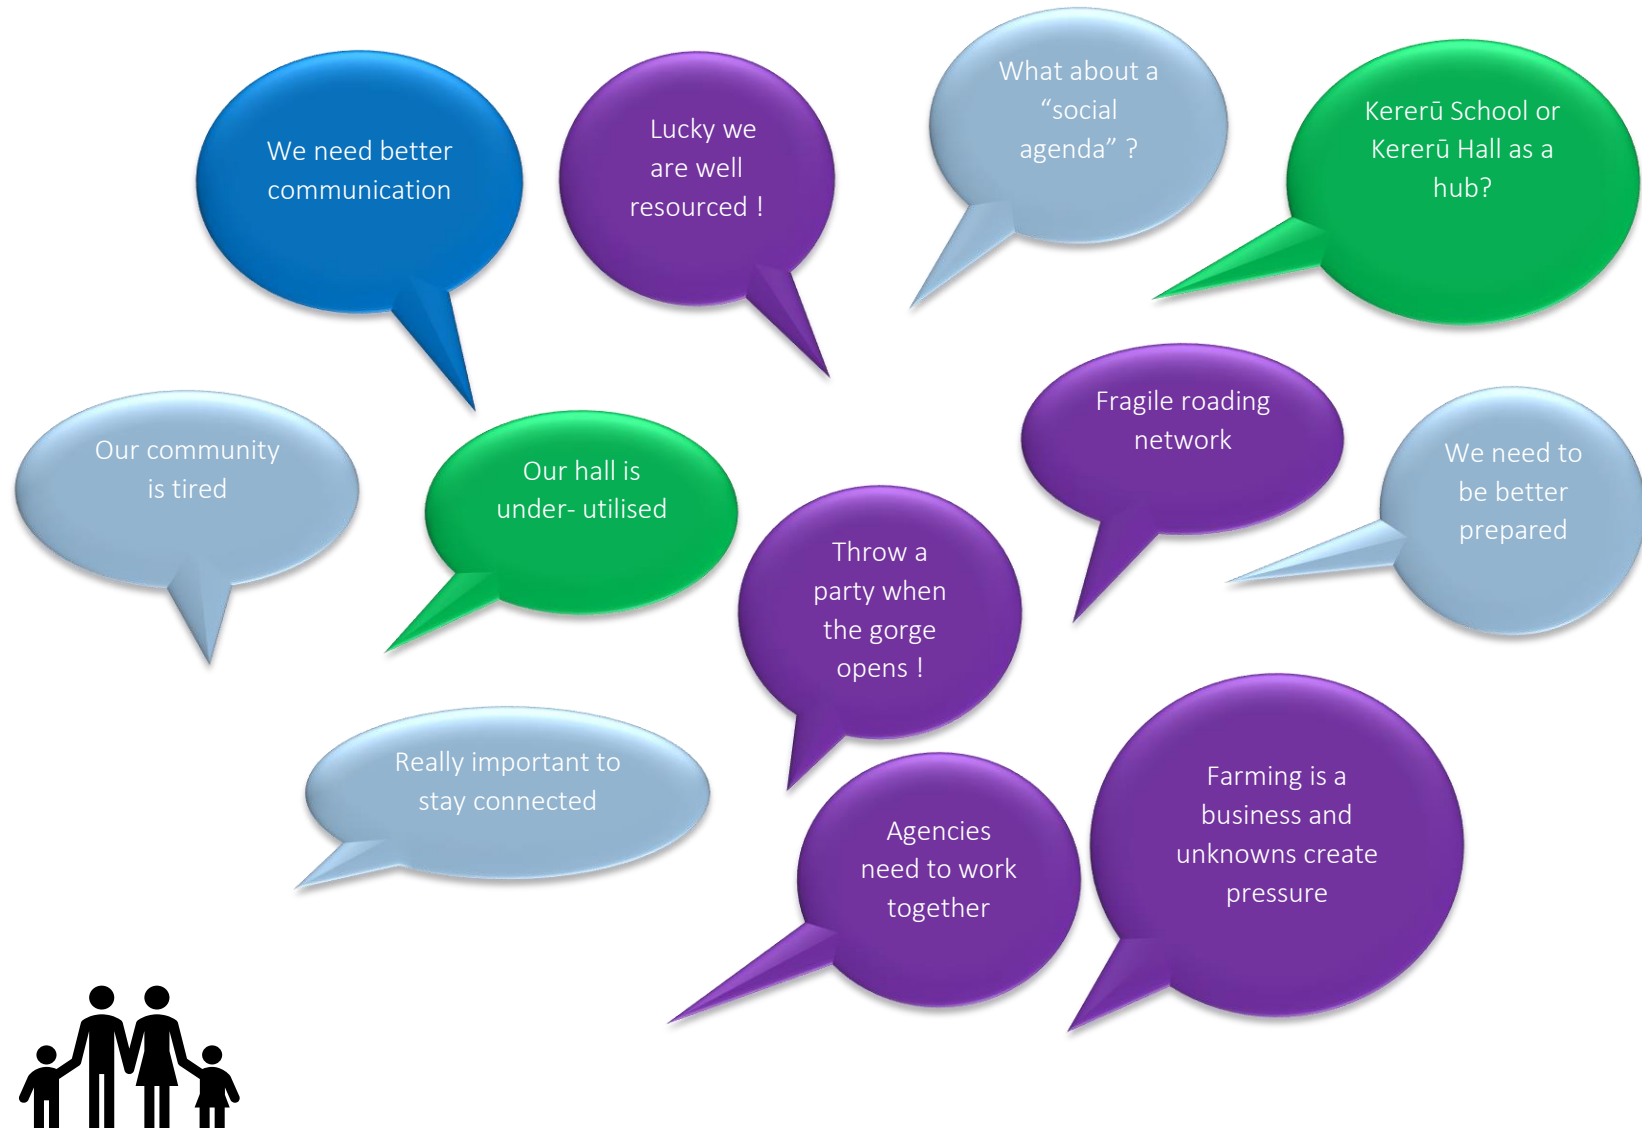 We need better
communication
Lucky we
are well
resourced !
What about a
“social
agenda” ?
Kererū School or
Kererū Hall as a
hub?
Our community
is tired
Our hall is
under- utilised
Throw a
party when
the gorge
opens !
Fragile roading
network
We need to
be better
prepared
Really important to
stay connected
Agencies
need to work
together
Farming is a
business and
unknowns create
pressure